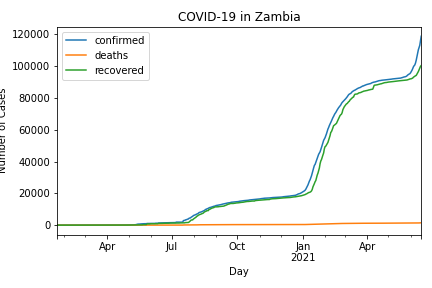 COVID-19 in Zambia
120000
100000
80000
60000
40000
20000
0
Number of Cases
confirmed
deaths
recovered
Apr
Jul
Oct
Jan
2021
Apr
Day